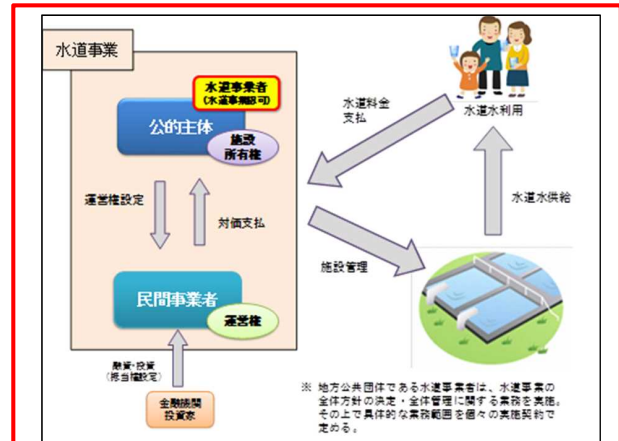 水道事業
水道事業者
(水道事業認可)
公的主体
施設
所有権
運営権設定
対価支払
民間事業者
運営権
融資・投資
(抵当権設定)
金融機関
投資家
水道料金
支払
水道水利用
水道水供給
施設管理
※ 地方公共団体である水道事業者は、水道事業の
全体方針の決定・全体管理に関する業務を実施。
その上で具体的な業務範囲を個々の実施契約で
定める。